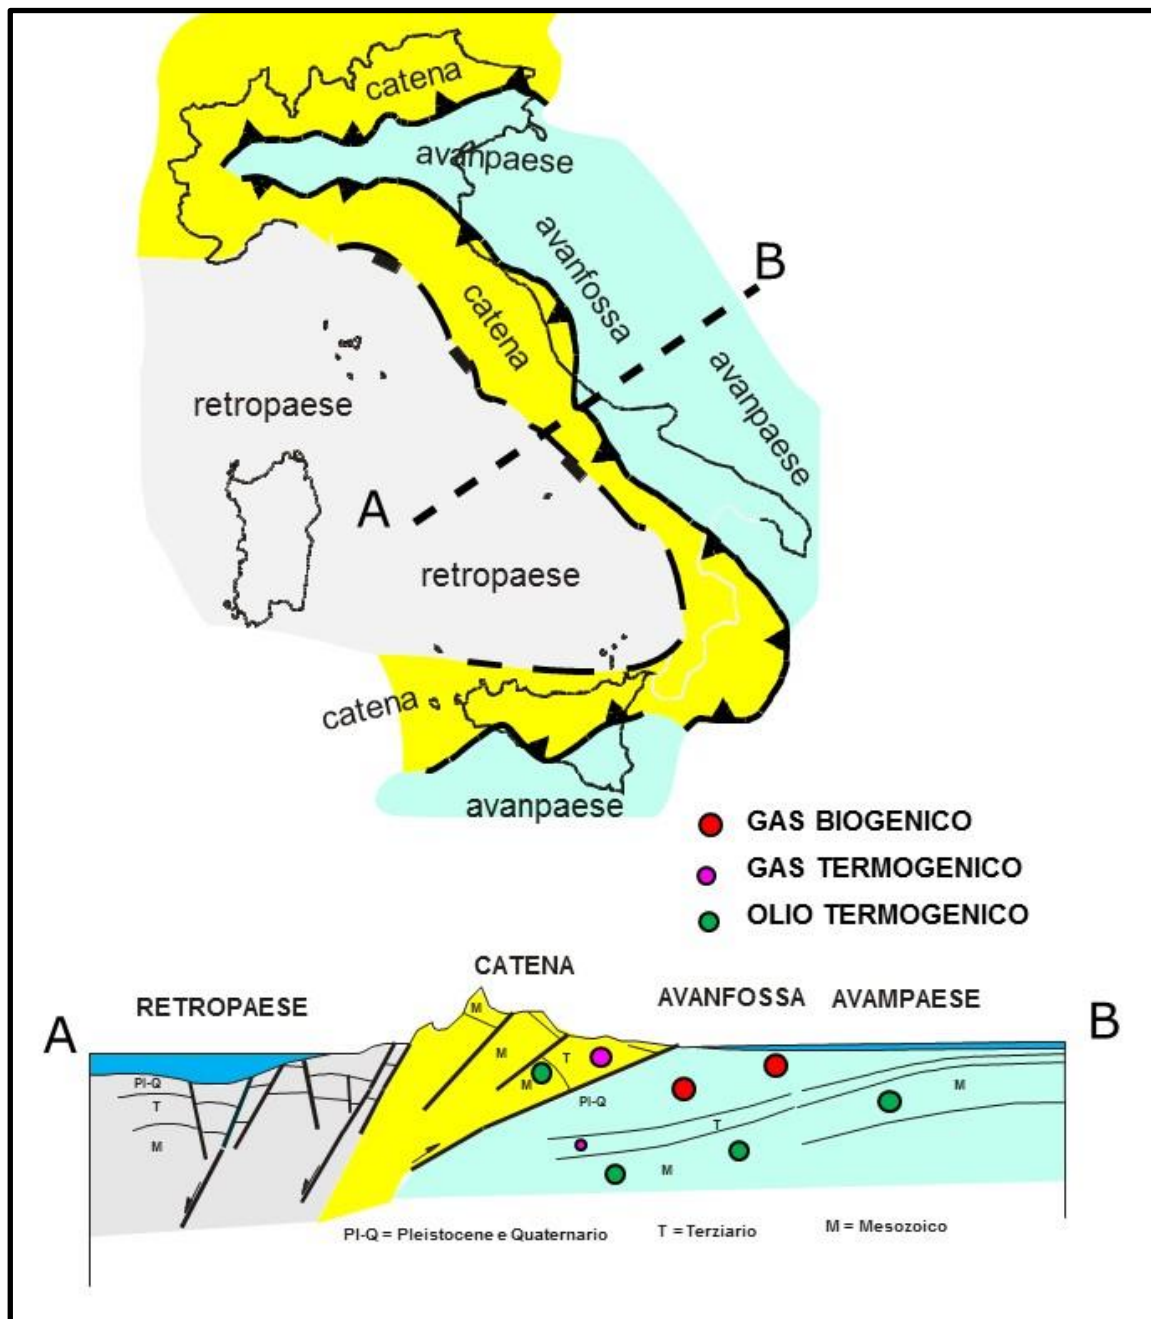 catena
avanpaese
avanfossa
B
catena
avanpaese
retropaese
A
retropaese
catena
avanpaese
GAS BIOGENICO
GAS TERMOGENICO
OLIO TERMOGENICO
CATENA
RETROPAESE
AVANFOSSA
AVAMPAESE
A
B
M
M
T
M
PI-Q
T
M
PI-Q
T
M
M
PI-Q = Pleistocene e Quaternario
T = Terziario
M = Mesozoico